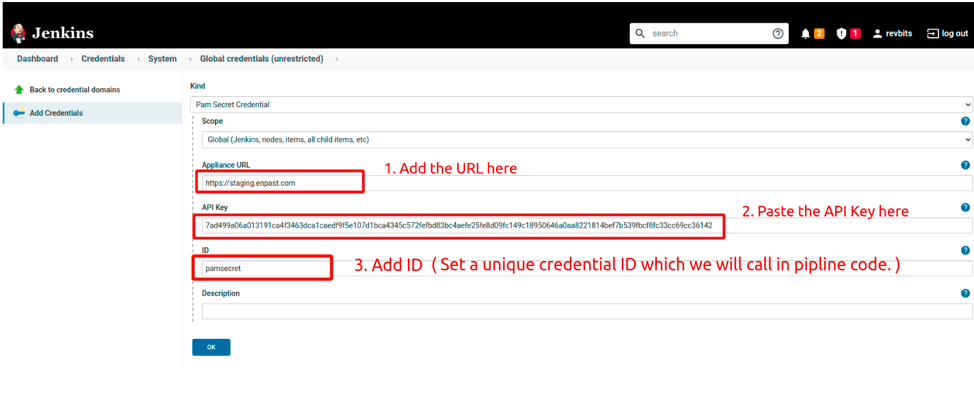 Jenkins
search
2
1
revbits
log out
Dashboard
Credentials
System
Global credentials (unrestricted)
Back to credential domains
Add Credentials
Kind
Pam Secret Credential
Scope
Global (Jenkins, nodes, items, all child items, etc)
Appliance URL
1. Add the URL here
https://staging.enpast.com
API Key
2. Paste the API Key here
7ad499a06a013191ca4f3463dca1caedf9f5e107d1bca4345c572fefbd83bc4aefe25fe8d09fc149c18950646a0aa8221814bef7b539fbcf8fc33cc69cc36142
ID
3. Add ID ( Set a unique credential ID which we will call in pipline code. )
pamsecret
Description
OK